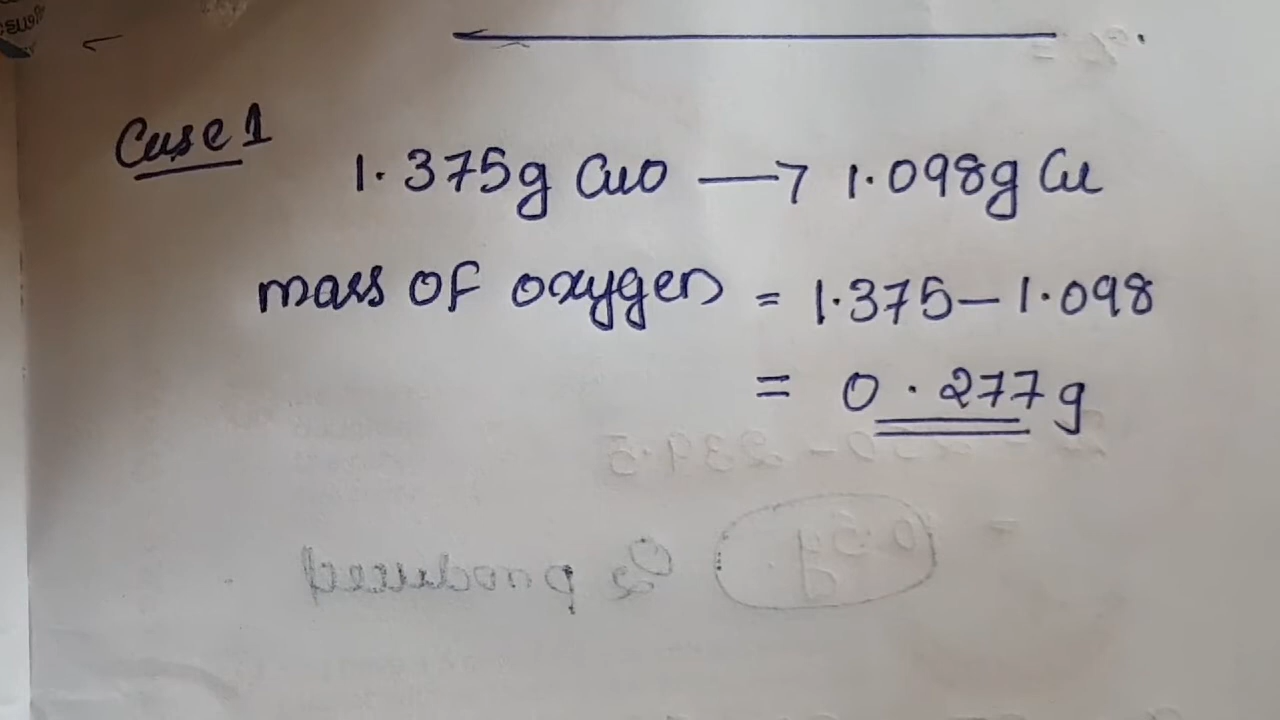 Case 1
1.375g CuO → 1.098g Cu
mass of oxygen = 1.375 - 1.098
= 0.277g